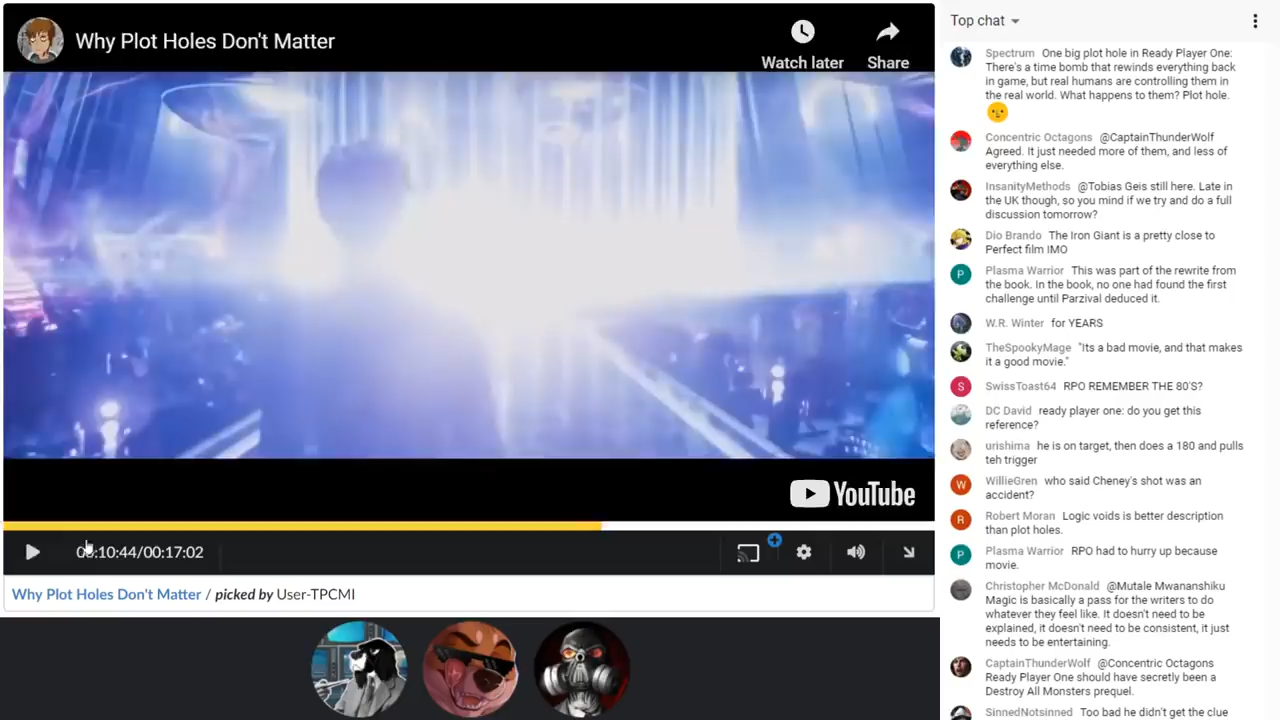 Why Plot Holes Don't Matter
Watch later
Share
YouTube
00:10:44/00:17:02
Why Plot Holes Don't Matter / picked by User-TPCMI
Top chat
Spectrum One big plot hole in Ready Player One:
There's a time bomb that rewinds everything back
in game, but real humans are controlling them in
the real world. What happens to them? Plot hole.
Concentric Octagons @CaptainThunderWolf
Agreed. It just needed more of them, and less of
everything else.
InsanityMethods @Tobias Geis still here. Late in
the UK though, so you mind if we try and do a full
discussion tomorrow?
Dio Brando The Iron Giant is a pretty close to
Perfect film IMO
P
Plasma Warrior This was part of the rewrite from
the book. In the book, no one had found the first
challenge until Parzival deduced it.
W.R. Winter for YEARS
TheSpookyMage "Its a bad movie, and that makes
it a good movie."
S
SwissToast64 RPO REMEMBER THE 80'S?
DC David ready player one: do you get this
reference?
urishima he is on target, then does a 180 and pulls
teh trigger
W
WillieGren who said Cheney's shot was an
accident?
R
Robert Moran Logic voids is better description
than plot holes.
P
Plasma Warrior RPO had to hurry up because
movie.
Christopher McDonald @Mutale Mwananshiku
Magic is basically a pass for the writers to do
whatever they feel like. It doesn't need to be
explained, it doesn't need to be consistent, it just
needs to be entertaining.
CaptainThunderWolf @Concentric Octagons
Ready Player One should have secretly been a
Destroy All Monsters prequel.
SinnedNotsinned Too bad he didn't get the clue